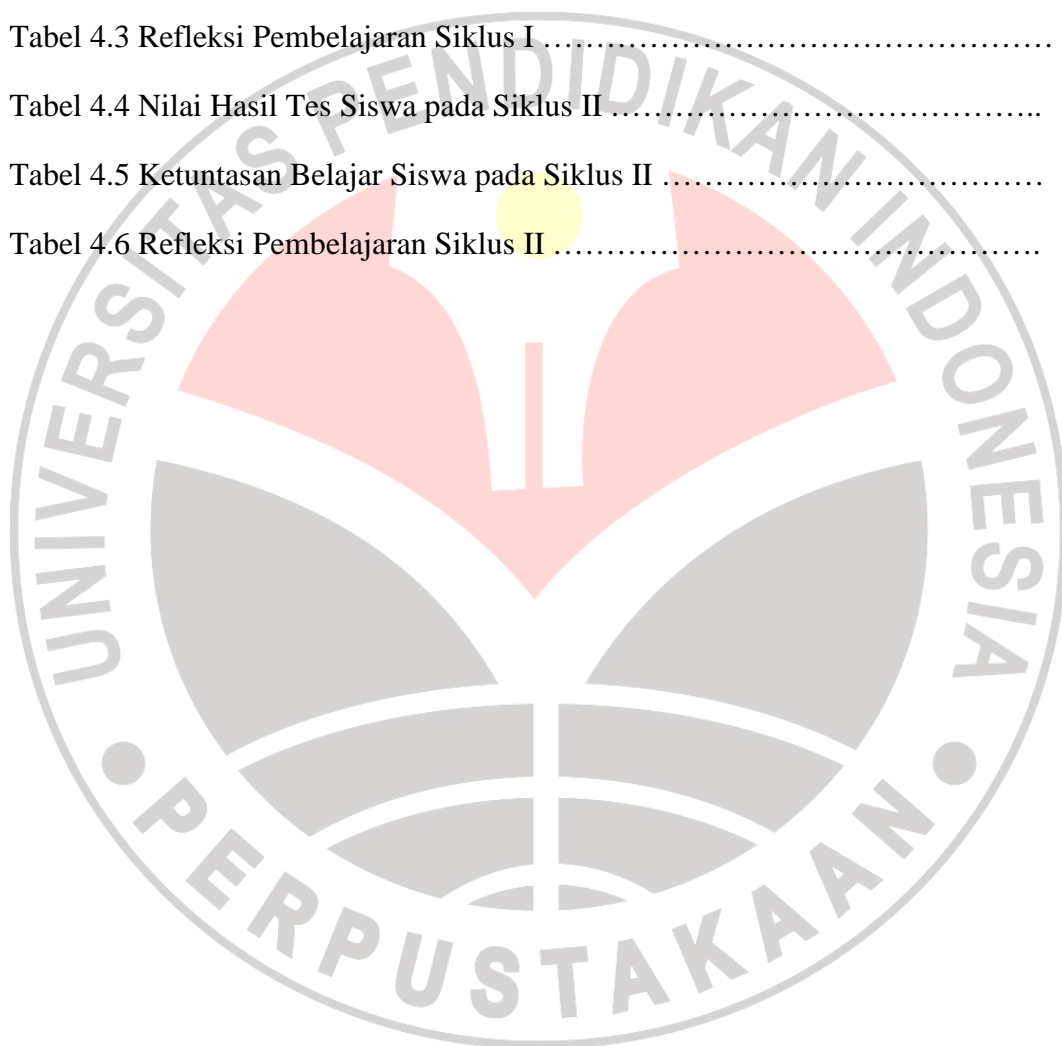 Tabel 4.3 Refleksi Pembelajaran Siklus I ……………………………………………
Tabel 4.4 Nilai Hasil Tes Siswa pada Siklus II …………………………………..
Tabel 4.5 Ketuntasan Belajar Siswa pada Siklus II ………………………………
Tabel 4.6 Refleksi Pembelajaran Siklus II ……………………………………….
UNIVERSITAS PENDIDIKAN INDONESIA
PERPUSTAKAAN